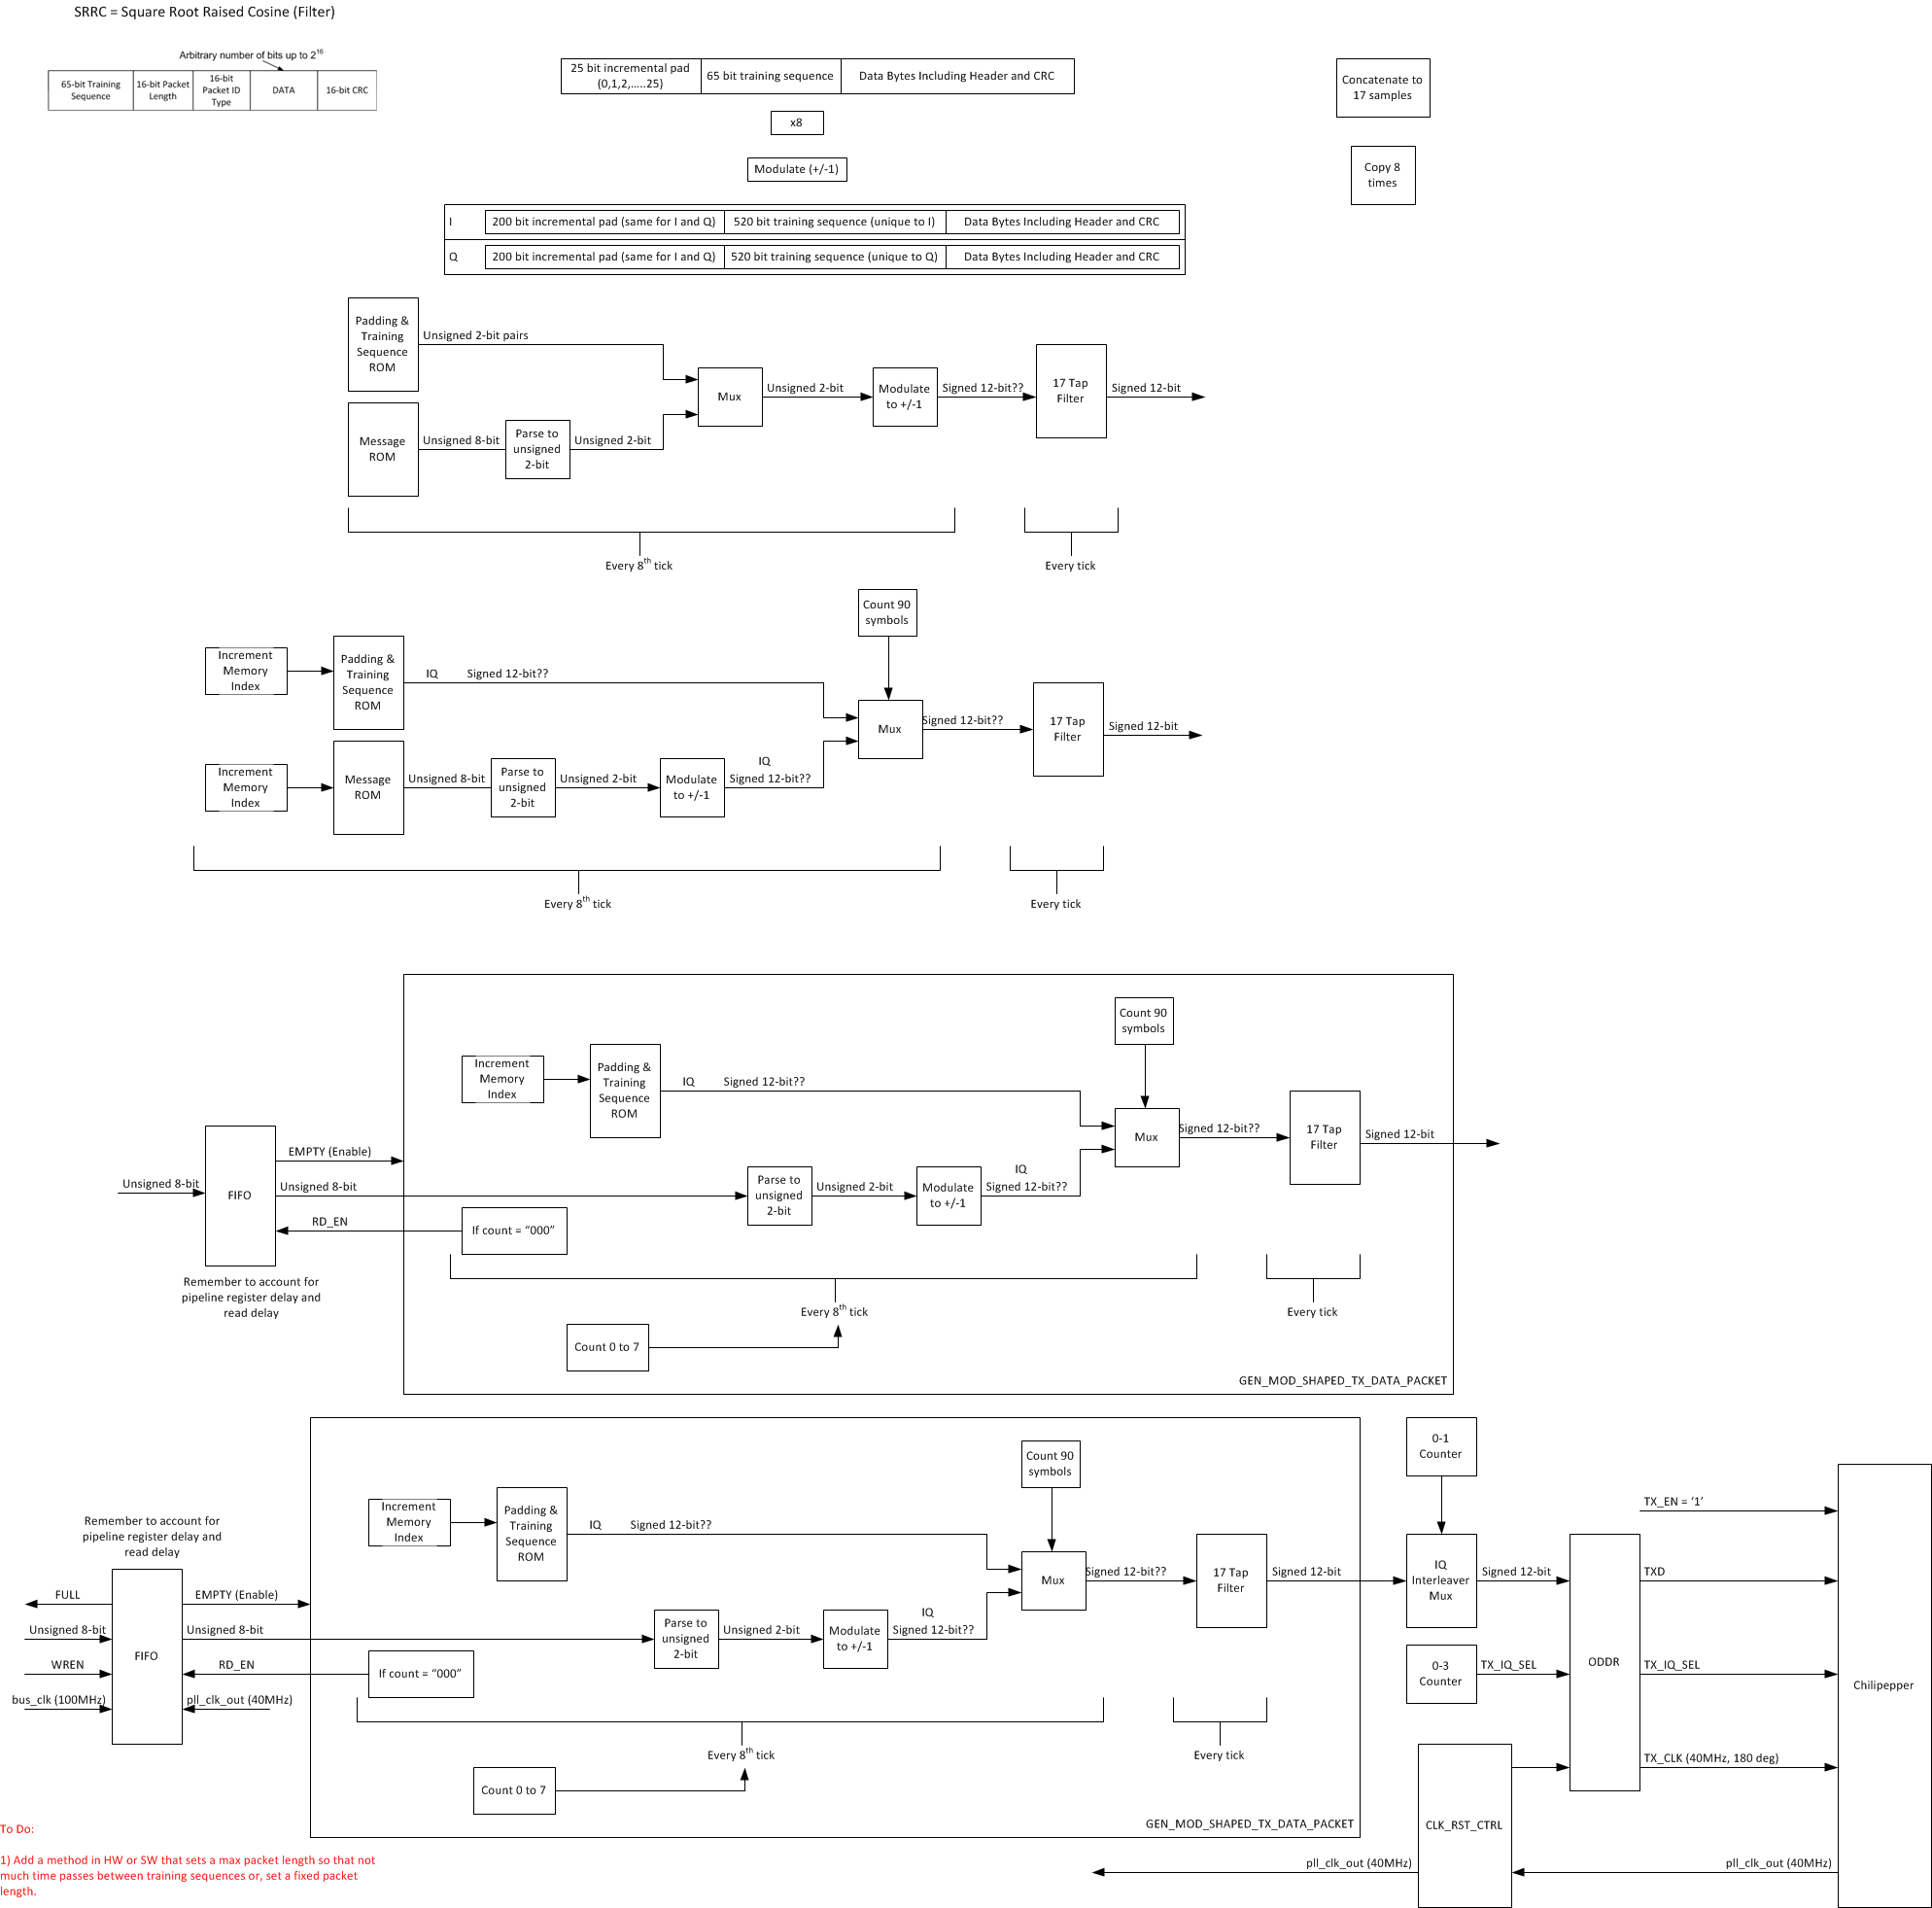 SRRC = Square Root Raised Cosine (Filter)
Arbitrary number of bits up to 2^16
65-bit Training
Sequence
16-bit Packet
Length
16-bit
Packet ID
Type
DATA
16-bit CRC
25 bit incremental pad
(0,1,2,.....25)
65 bit training sequence
Data Bytes Including Header and CRC
x8
Modulate (+/-1)
Concatenate to
17 samples
Copy 8
times
I
200 bit incremental pad (same for I and Q)
520 bit training sequence (unique to I)
Data Bytes Including Header and CRC
Q
200 bit incremental pad (same for I and Q)
520 bit training sequence (unique to Q)
Data Bytes Including Header and CRC
Padding &
Training
Sequence
ROM
Unsigned 2-bit pairs
Message
ROM
Unsigned 8-bit
Parse to
unsigned
2-bit
Unsigned 2-bit
Mux
Unsigned 2-bit
Modulate
to +/-1
Signed 12-bit??
17 Tap
Filter
Signed 12-bit
Every 8th tick
Every tick
Count 90
symbols
Increment
Memory
Index
Padding &
Training
Sequence
ROM
IQ
Signed 12-bit??
Increment
Memory
Index
Message
ROM
Unsigned 8-bit
Parse to
unsigned
2-bit
Unsigned 2-bit
Modulate
to +/-1
IQ
Signed 12-bit??
Mux
Signed 12-bit??
17 Tap
Filter
Signed 12-bit
Every 8th tick
Every tick
Count 90
symbols
Increment
Memory
Index
Padding &
Training
Sequence
ROM
IQ
Signed 12-bit??
Mux
Signed 12-bit??
17 Tap
Filter
Signed 12-bit
Unsigned 8-bit
FIFO
EMPTY (Enable)
Unsigned 8-bit
RD_EN
If count = “000”
Parse to
unsigned
2-bit
Unsigned 2-bit
Modulate
to +/-1
IQ
Signed 12-bit??
Remember to account for
pipeline register delay and
read delay
Every 8th tick
Every tick
Count 0 to 7
GEN_MOD_SHAPED_TX_DATA_PACKET
Count 90
symbols
Increment
Memory
Index
Padding &
Training
Sequence
ROM
IQ
Signed 12-bit??
Mux
Signed 12-bit??
17 Tap
Filter
Signed 12-bit
Remember to account for
pipeline register delay and
read delay
FULL
Unsigned 8-bit
WREN
bus_clk (100MHz)
FIFO
EMPTY (Enable)
Unsigned 8-bit
RD_EN
pll_clk_out (40MHz)
If count = “000”
Parse to
unsigned
2-bit
Unsigned 2-bit
Modulate
to +/-1
IQ
Signed 12-bit??
Every 8th tick
Every tick
Count 0 to 7
GEN_MOD_SHAPED_TX_DATA_PACKET
0-1
Counter
IQ
Interleaver
Mux
Signed 12-bit
0-3
Counter
TX_IQ_SEL
ODDR
TX_EN = ‘1’
TXD
TX_IQ_SEL
TX_CLK (40MHz, 180 deg)
Chilipepper
CLK_RST_CTRL
pll_clk_out (40MHz)
pll_clk_out (40MHz)
To Do:
1) Add a method in HW or SW that sets a max packet length so that not
much time passes between training sequences or, set a fixed packet
length.